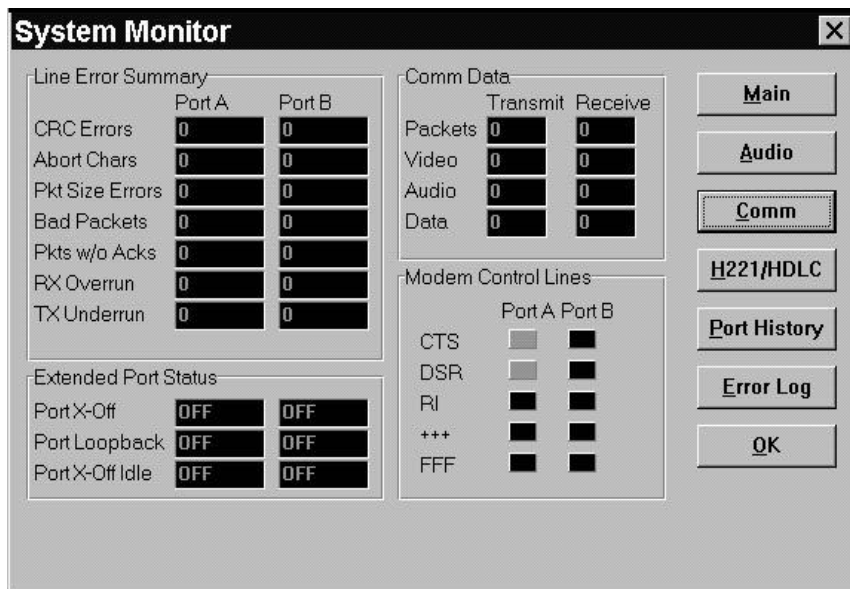 System Monitor
Line Error Summary
Port A Port B
CRC Errors 0 0
Abort Chars 0 0
Pkt Size Errors 0 0
Bad Packets 0 0
Pkts w/o Acks 0 0
RX Overrun 0 0
TX Underrun 0 0
Extended Port Status
Port X-Off OFF OFF
Port Loopback OFF OFF
Port X-Off Idle OFF OFF
Comm Data
Transmit Receive
Packets 0 0
Video 0 0
Audio 0 0
Data 0 0
Modem Control Lines
Port A Port B
CTS
DSR
RI
+++
FFF
Main
Audio
Comm
H221/HDLC
Port History
Error Log
OK